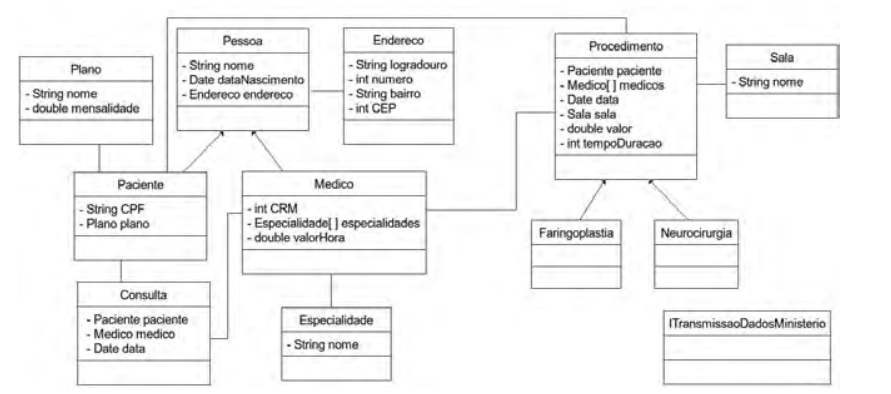 Plano
- String nome
- double mensalidade
Pessoa
- String nome
- Date dataNascimento
- Endereco endereco
Endereco
- String logradouro
- int numero
- String bairro
- int CEP
Procedimento
- Paciente paciente
- Medico[ ] medicos
- Date data
- Sala sala
- double valor
- int tempoDuracao
Sala
- String nome
Paciente
- String CPF
- Plano plano
Medico
- int CRM
- Especialidade[ ] especialidades
- double valorHora
Faringoplastia
Neurocirurgia
Consulta
- Paciente paciente
- Medico medico
- Date data
Especialidade
- String nome
ITransmissaoDadosMinisterio